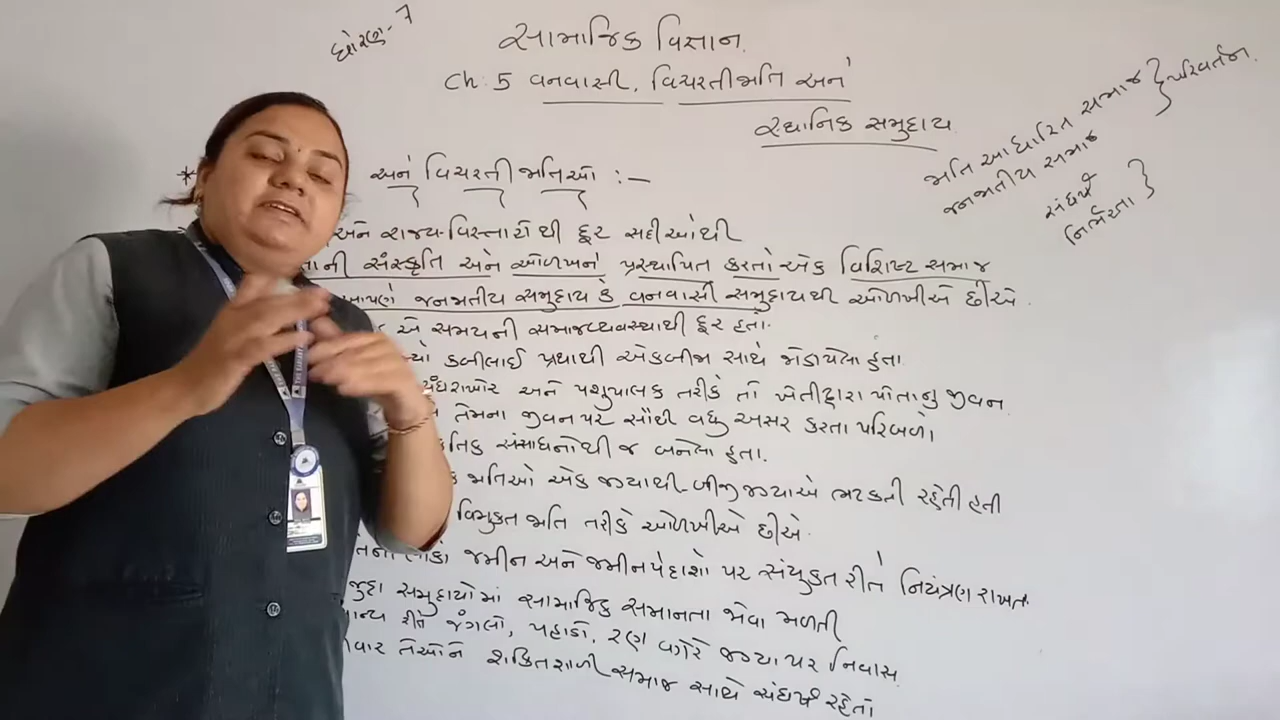 ધોરણ- 7
સામાજિક વિજ્ઞાન.
Ch: 5 વનવાસી, વિચરતી જાતિ અને
સ્થાનિક સમુદાય
* અને વિચરતી જાતિઓ :–
જાતિ આધારિત સમાજ } પરિવર્તન.
જનજાતીય સમાજ
સંઘર્ષ }
નિર્ભરતા
અને રાજ્ય-વિસ્તારોથી દૂર સદીઓથી
ની સંસ્કૃતિ અને ઓળખને પ્રસ્થાપિત કરતો એક વિશિષ્ટ સમાજ
આપણે જનજાતીય સમુદાય કે વનવાસી સમુદાયથી ઓળખીએ છીએ.
એ સમયની સમાજવ્યવસ્થાથી દૂર હતા.
કબીલાઈ પ્રથાથી એકબીજા સાથે જોડાયેલા હતા.
અને પશુપાલક તરીકે તો ખેતીદ્વારા પોતાનુ જીવન
તેમના જીવન પર સૌથી વધુ અસર કરતા પરિબળો
સંસાધનોથી જ બનેલા હતા.
જાતિઓ એક જગ્યાથી-બીજી જગ્યાએ ભટકતી રહેતી હતી
વિમુક્ત જાતિ તરીકે ઓળખીએ છીએ.
જમીન અને જમીનપેદાશો પર સંયુક્ત રીતે નિયંત્રણ રાખતા.
સમુદાયોમાં સામાજિક સમાનતા જોવા મળતી
રીતે જંગલો, પહાડો, રણ વગેરે જગ્યા પર નિવાસ
તેઓને શક્તિશાળી સમાજ સાથે સંઘર્ષ રહેતો